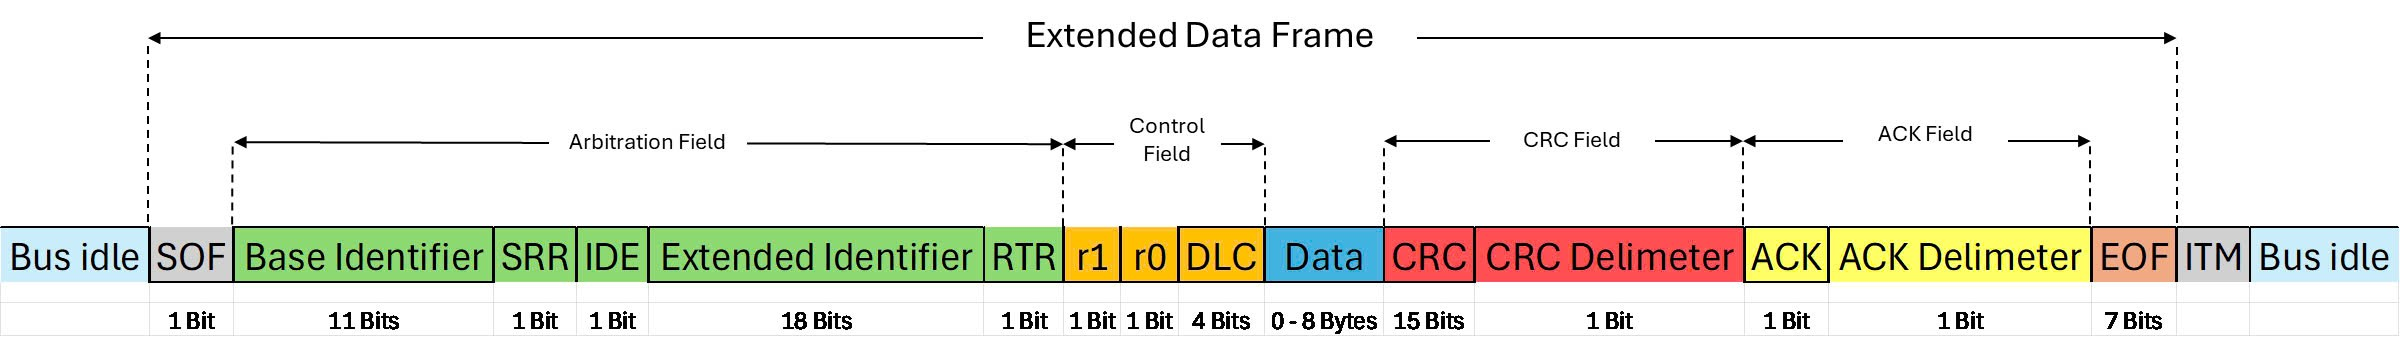 Extended Data Frame
Arbitration Field
Control
Field
CRC Field
ACK Field
Bus idle SOF Base Identifier SRR IDE Extended Identifier RTR r1 r0 DLC Data CRC CRC Delimeter ACK ACK Delimeter EOF ITM Bus idle
1 Bit 11 Bits 1 Bit 1 Bit 18 Bits 1 Bit 1 Bit 1 Bit 4 Bits 0 - 8 Bytes 15 Bits 1 Bit 1 Bit 1 Bit 7 Bits